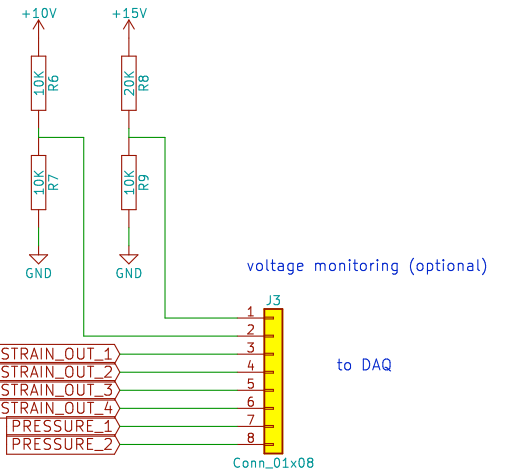 +10V +15V
10K R6 20K R8
10K R7 10K R9
GND GND
voltage monitoring (optional)
J3
1
2
STRAIN_OUT_1 3
to DAQ
STRAIN_OUT_2 4
STRAIN_OUT_3 5
STRAIN_OUT_4 6
PRESSURE_1 7
PRESSURE_2 8
Conn_01x08